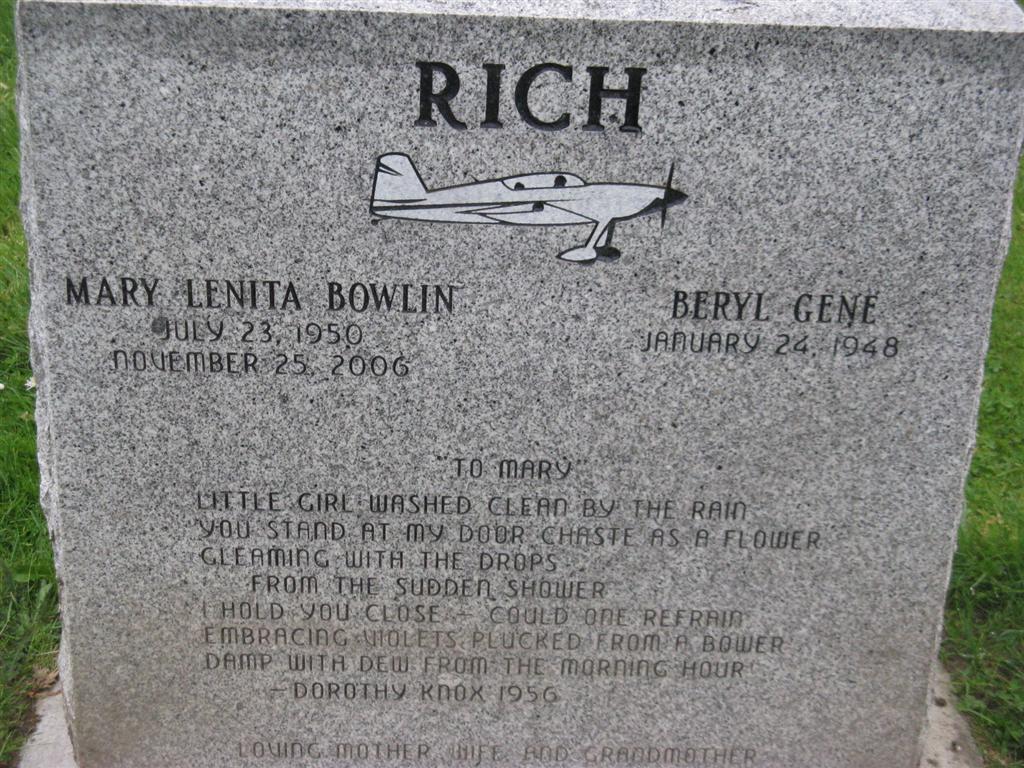 RICH
MARY LENITA BOWLIN
JULY 23, 1950
NOVEMBER 25, 2006
BERYL GENE
JANUARY 24, 1948
"TO MARY"
LITTLE GIRL WASHED CLEAN BY THE RAIN
YOU STAND AT MY DOOR CHASTE AS A FLOWER
GLEAMING WITH THE DROPS
FROM THE SUDDEN SHOWER
I HOLD YOU CLOSE - COULD ONE REFRAIN
EMBRACING VIOLETS PLUCKED FROM A BOWER
DAMP WITH DEW FROM THE MORNING HOUR
- DOROTHY KNOX 1956
LOVING MOTHER, WIFE, AND GRANDMOTHER